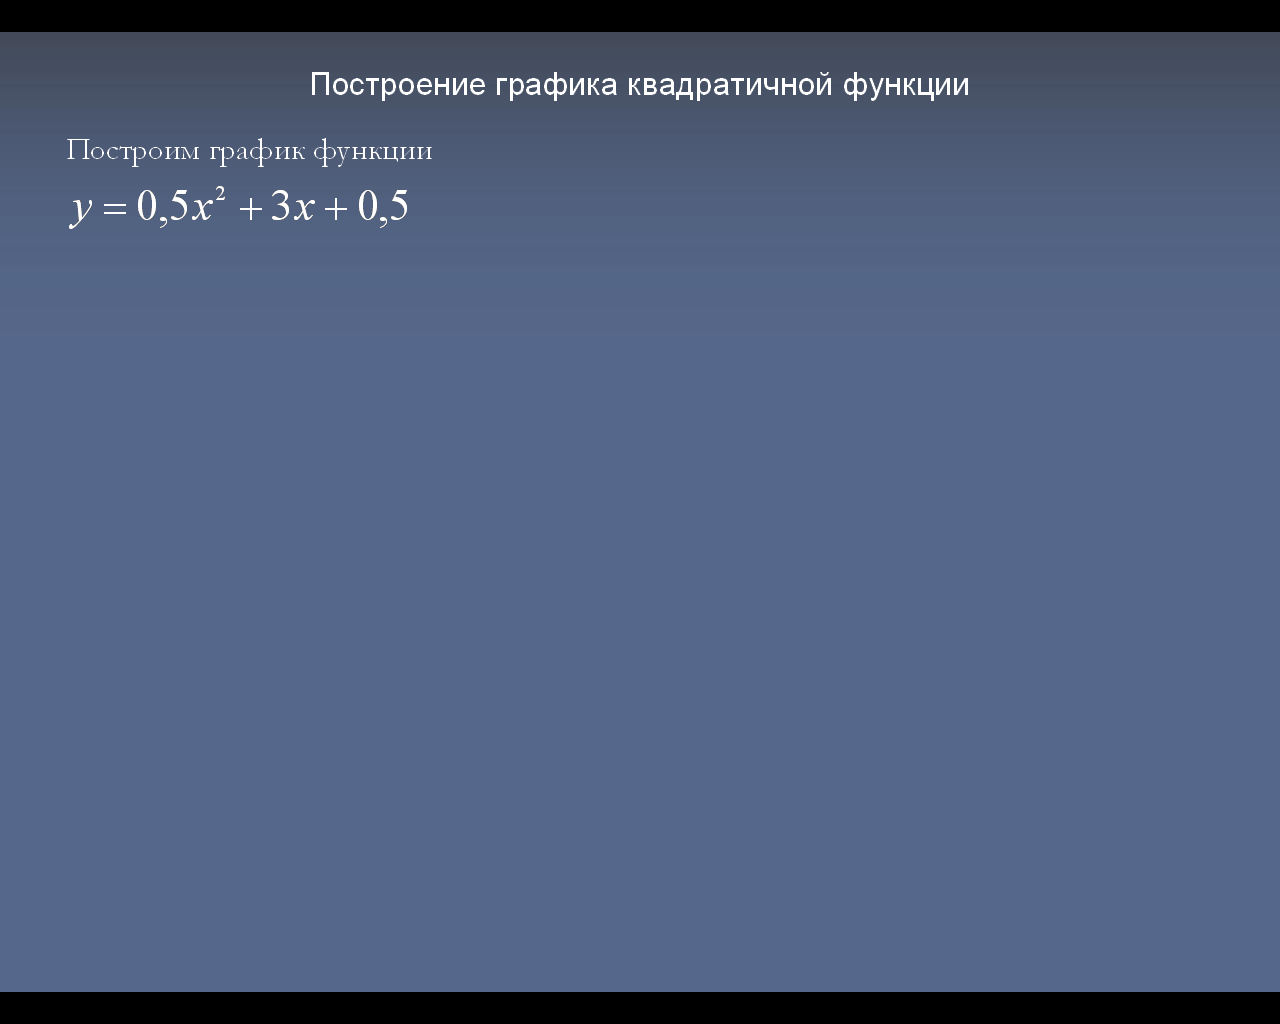 Построение графика квадратичной функции
Построим график функции
y = 0,5x² + 3x + 0,5